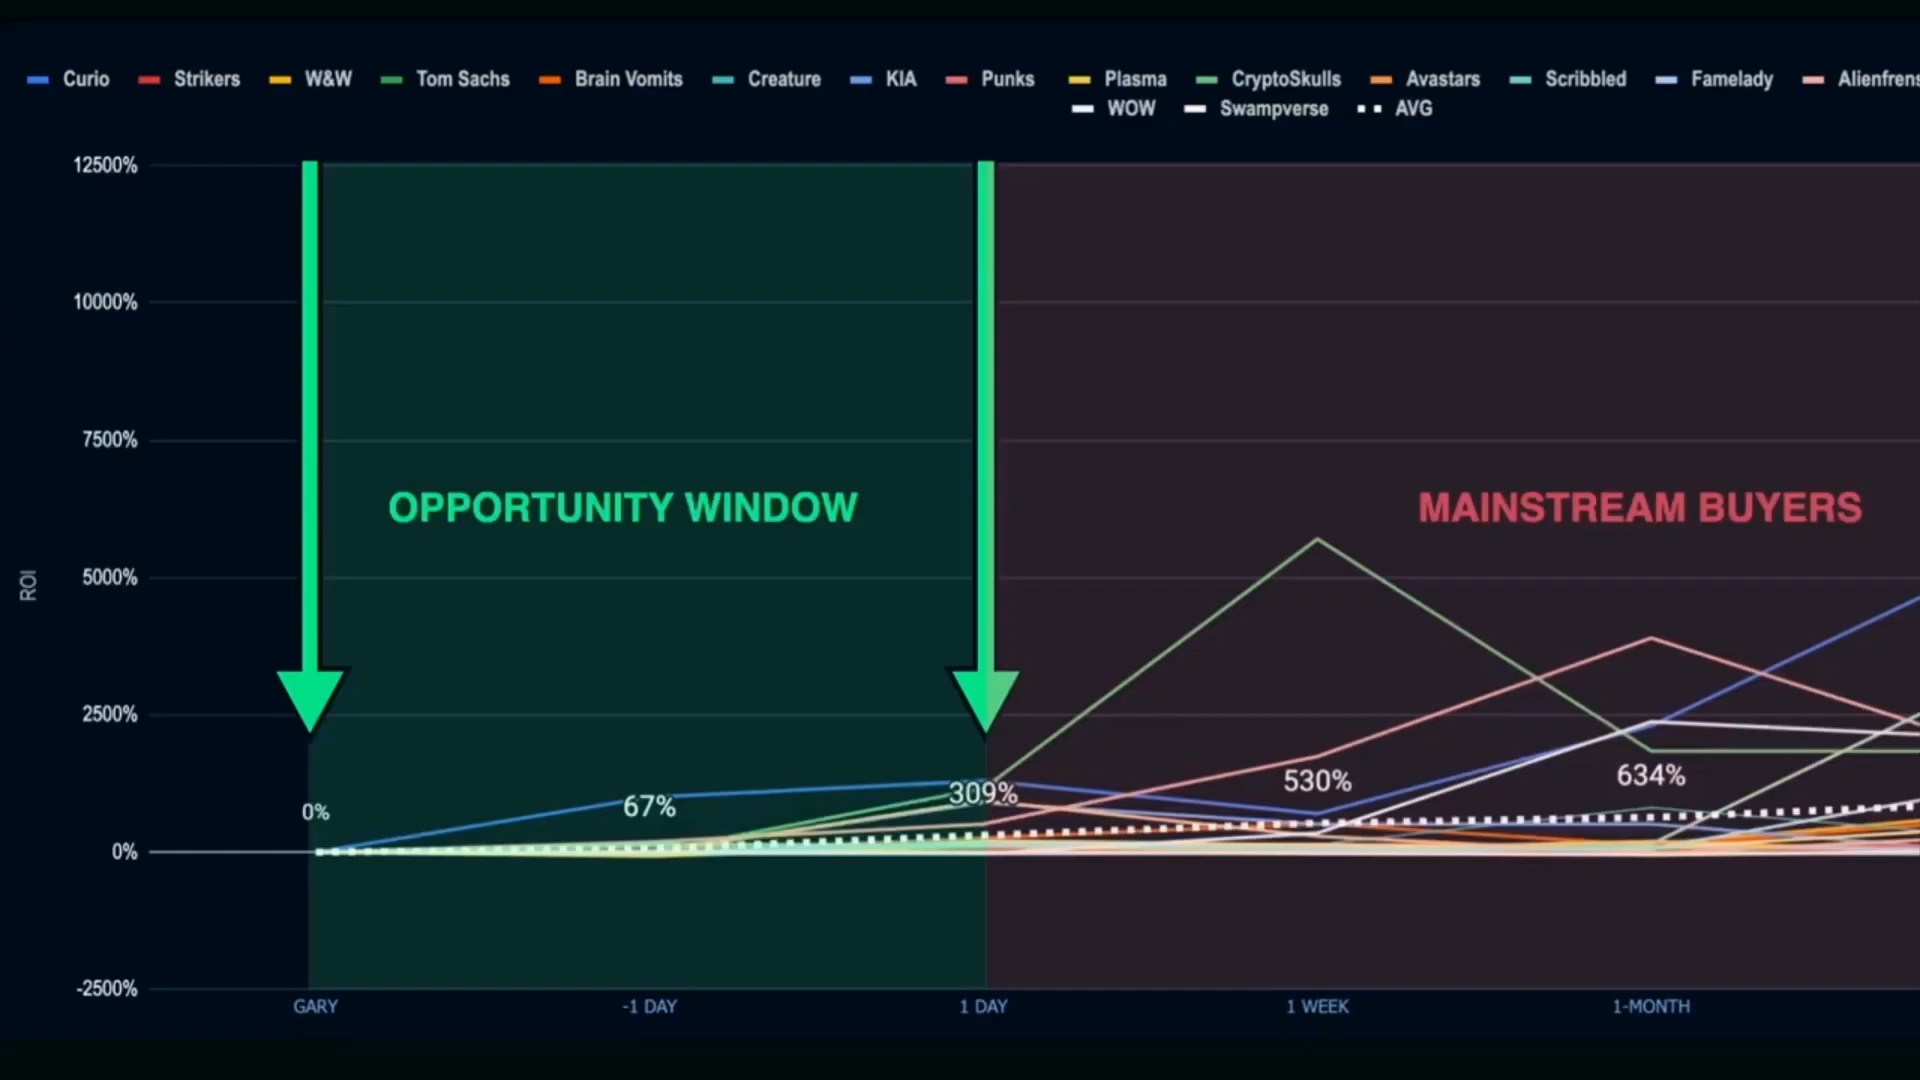 Curio Strikers W&W Tom Sachs Brain Vomits Creature KIA Punks Plasma CryptoSkulls Avastars Scribbled Famelady Alienfrens
WOW Swampverse AVG
12500%
10000%
7500%
OPPORTUNITY WINDOW MAINSTREAM BUYERS
5000%
ROI
2500%
0% 67% 309% 530% 634%
0%
-2500%
GARY -1 DAY 1 DAY 1 WEEK 1-MONTH